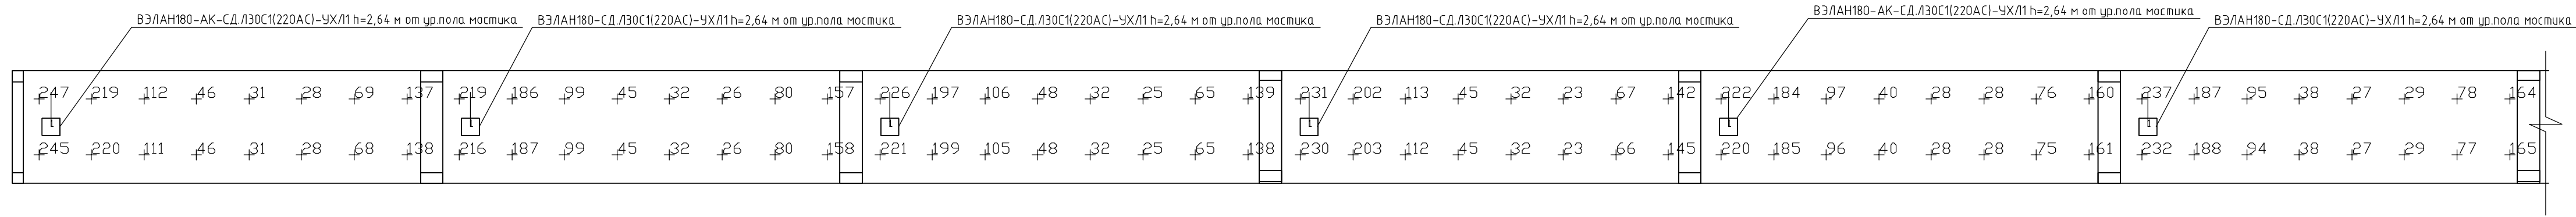 ВЭЛАН180-АК-СД.Л30С1(220АС)-УХЛ1 h=2,64 м от ур.пола мостика
ВЭЛАН180-СД.Л30С1(220АС)-УХЛ1 h=2,64 м от ур.пола мостика
ВЭЛАН180-СД.Л30С1(220АС)-УХЛ1 h=2,64 м от ур.пола мостика
ВЭЛАН180-СД.Л30С1(220АС)-УХЛ1 h=2,64 м от ур.пола мостика
ВЭЛАН180-АК-СД.Л30С1(220АС)-УХЛ1 h=2,64 м от ур.пола мостика
ВЭЛАН180-СД.Л30С1(220АС)-УХЛ1 h=2,64 м от ур.пола мостика
247 219 112 46 31 28 69 137 219 186 99 45 32 26 80 157 226 197 106 48 32 25 65 139 231 202 113 45 32 23 67 142 222 184 97 40 28 28 76 160 237 187 95 38 27 29 78 164
1 1 1 1 1 1
245 220 111 46 31 28 68 138 216 187 99 45 32 26 80 158 221 199 105 48 32 25 65 138 230 203 112 45 32 23 66 145 220 185 96 40 28 28 75 161 232 188 94 38 27 29 77 165